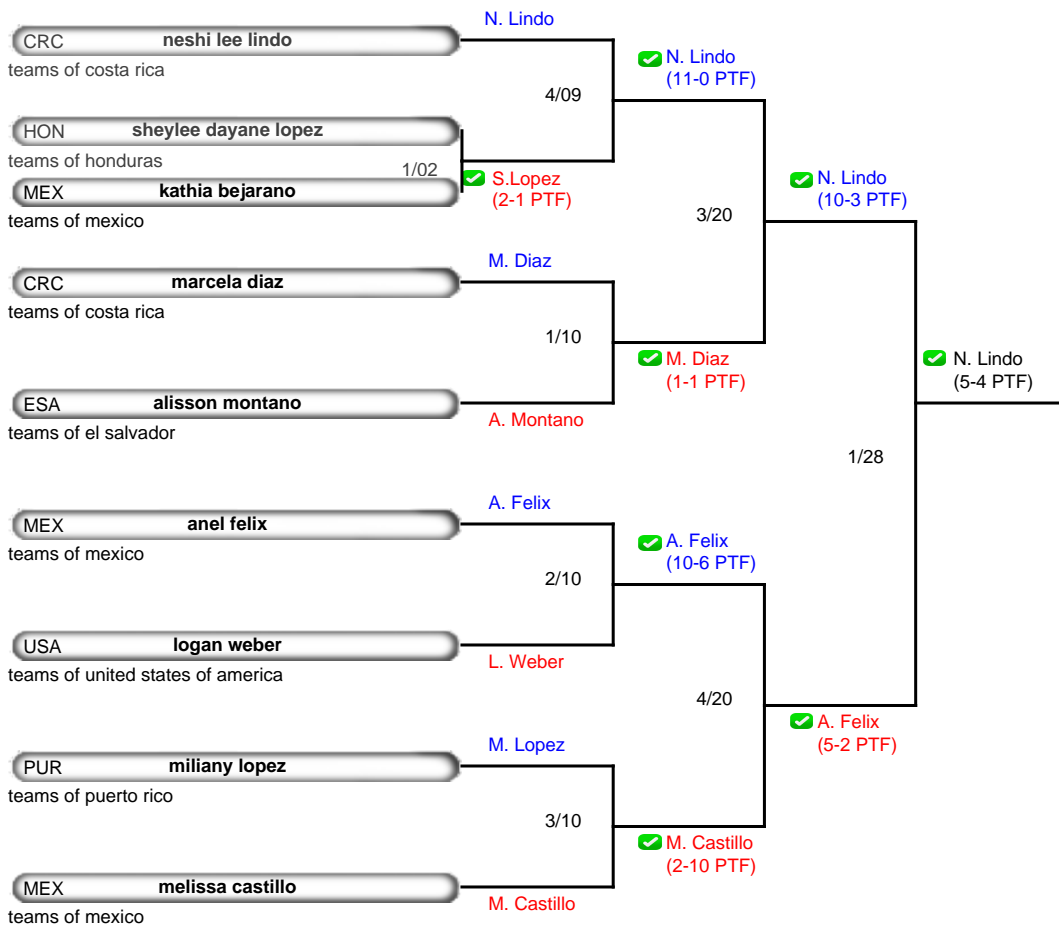 N. Lindo
CRC neshi lee lindo
teams of costa rica
N. Lindo
(11-0 PTF)
4/09
HON sheylee dayane lopez
teams of honduras
1/02
MEX kathia bejarano
teams of mexico
S.Lopez
(2-1 PTF)
N. Lindo
(10-3 PTF)
3/20
M. Diaz
CRC marcela diaz
teams of costa rica
1/10
M. Diaz
(1-1 PTF)
ESA alisson montano
teams of el salvador
A. Montano
N. Lindo
(5-4 PTF)
1/28
A. Felix
MEX anel felix
teams of mexico
A. Felix
(10-6 PTF)
2/10
USA logan weber
teams of united states of america
L. Weber
4/20
A. Felix
(5-2 PTF)
M. Lopez
PUR miliany lopez
teams of puerto rico
3/10
M. Castillo
(2-10 PTF)
MEX melissa castillo
teams of mexico
M. Castillo